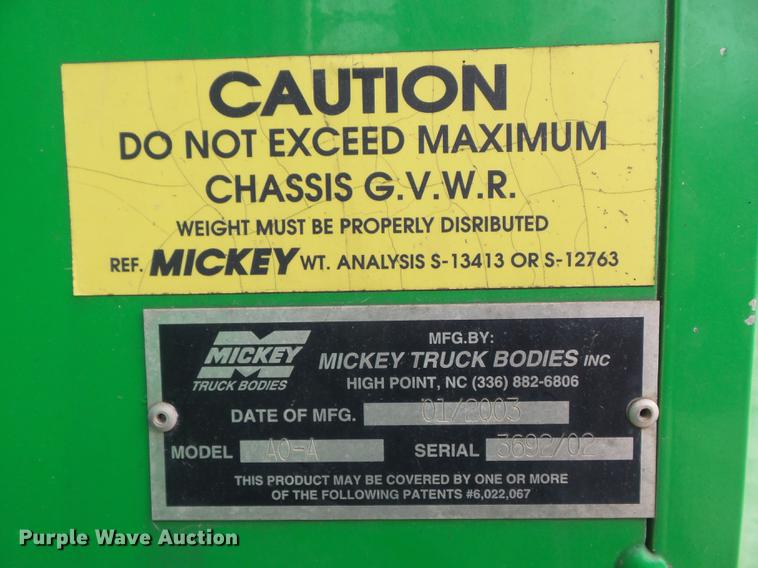 CAUTION
DO NOT EXCEED MAXIMUM
CHASSIS G.V.W.R.
WEIGHT MUST BE PROPERLY DISRIBUTED
REF. MICKEY WT. ANALYSIS S-13413 OR S-12763
MICKEY
TRUCK BODIES
MFG.BY:
MICKEY TRUCK BODIES INC
HIGH POINT, NC (336) 882-6806
DATE OF MFG. 01/2003
MODEL AO-A SERIAL 3692/02
THIS PRODUCT MAY BE COVERED BY ONE OR MORE
OF THE FOLLOWING PATENTS #6,022,067
Purple Wave Auction